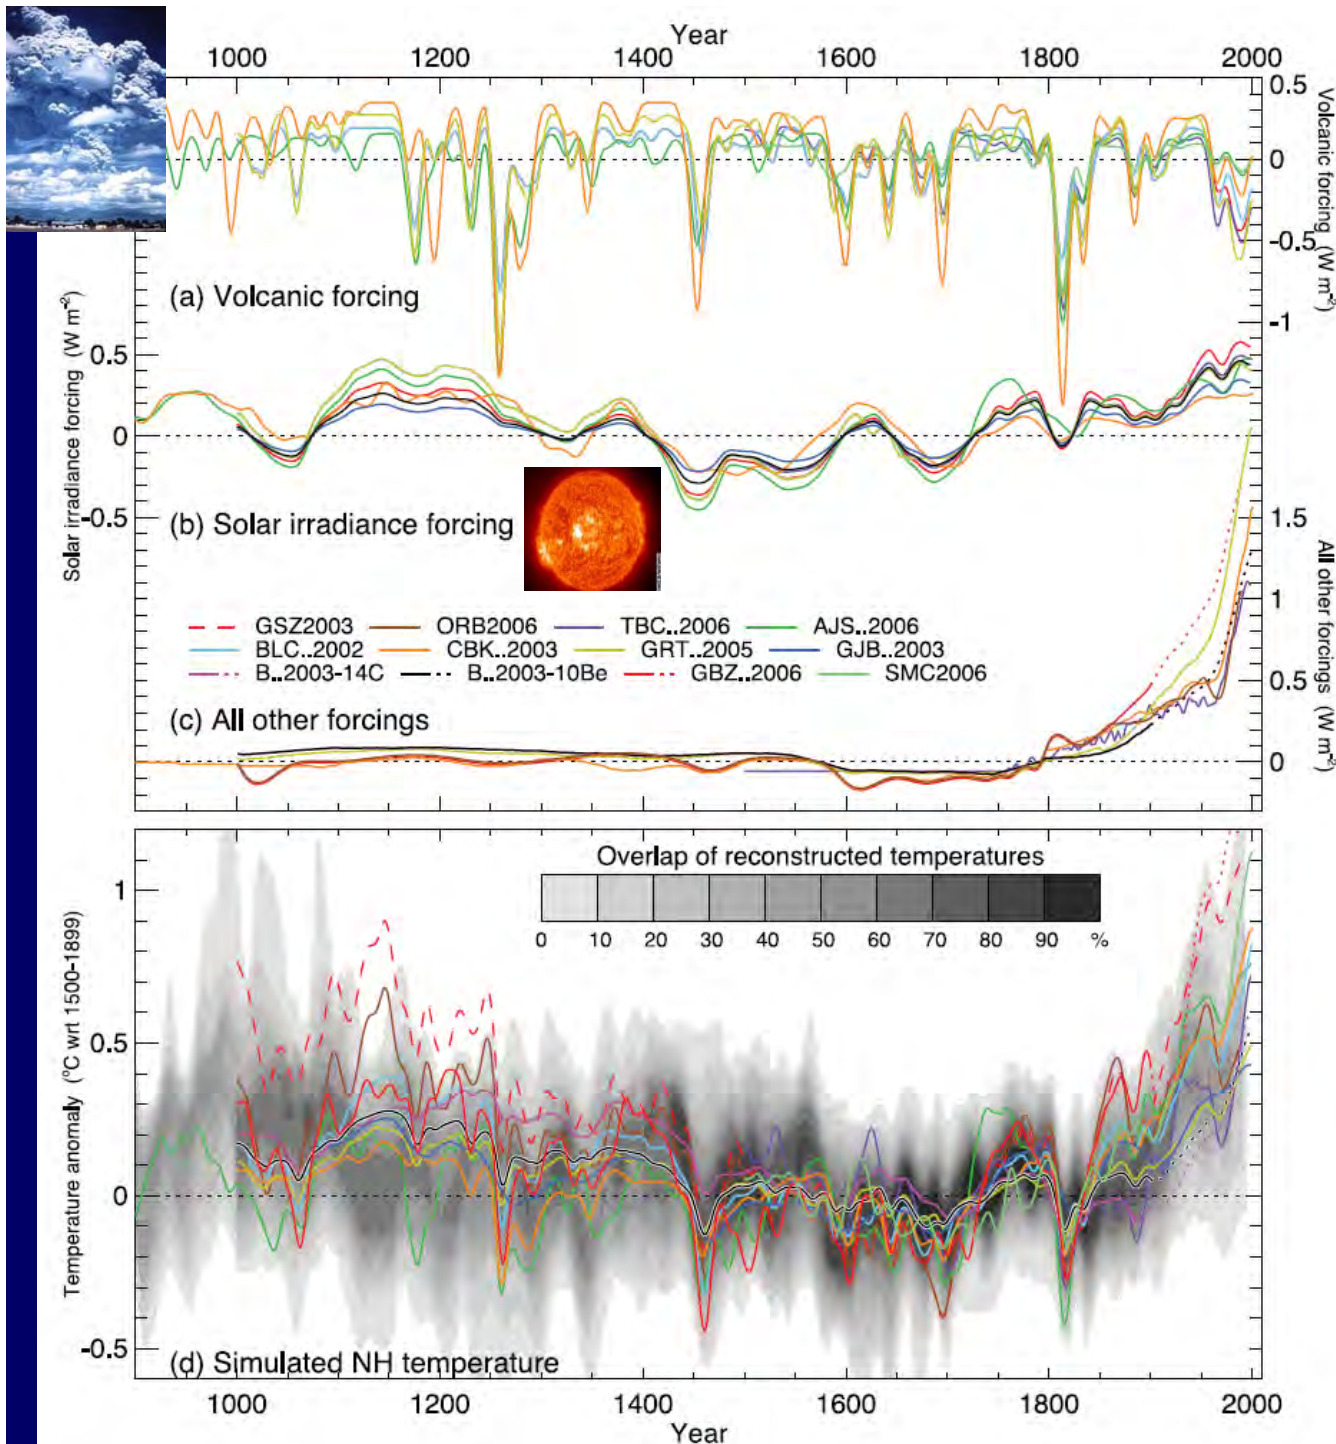 Year
1000 1200 1400 1600 1800 2000
0.5
0
-0.5
-1
Volcanic forcing (W m-2)
(a) Volcanic forcing
0.5
0
-0.5
Solar irradiance forcing (W m-2)
(b) Solar irradiance forcing
1.5
1
0.5
0
All other forcings (W m-2)
GSZ2003 ORB2006 TBC..2006 AJS..2006
BLC..2002 CBK..2003 GRT..2005 GJB..2003
B..2003-14C B..2003-10Be GBZ..2006 SMC2006
(c) All other forcings
Overlap of reconstructed temperatures
0 10 20 30 40 50 60 70 80 90 %
1
0.5
0
-0.5
Temperature anomaly (°C wrt 1500-1899)
(d) Simulated NH temperature
1000 1200 1400 1600 1800 2000
Year